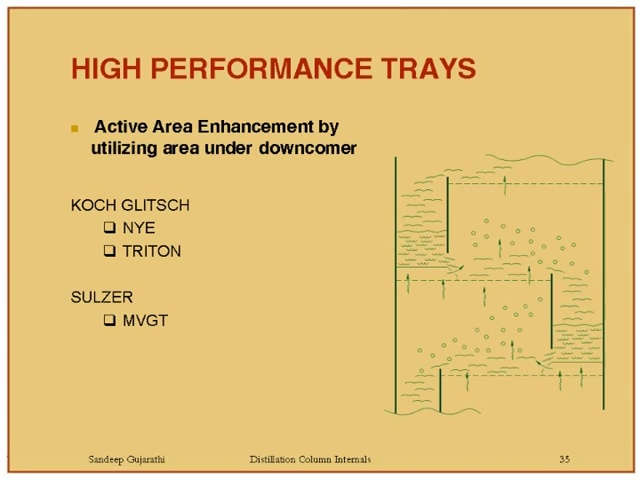 HIGH PERFORMANCE TRAYS
Active Area Enhancement by
utilizing area under downcomer
KOCH GLITSCH
NYE
TRITON
SULZER
MVGT
Sandeep Gujarathi Distillation Column Internals 35